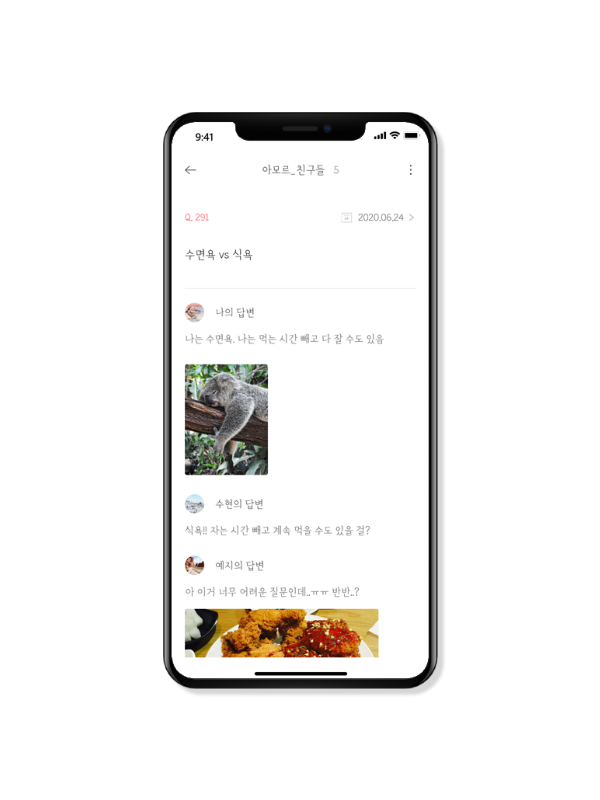 9:41
아모르_친구들 5
Q. 291
2020.06.24
수면욕 vs 식욕
나의 답변
나는 수면욕. 나는 먹는 시간 빼고 다 잘 수도 있음
수현의 답변
식욕!! 자는 시간 빼고 계속 먹을 수도 있을 걸?
예지의 답변
아 이거 너무 어려운 질문인데..ㅠㅠ 반반..?